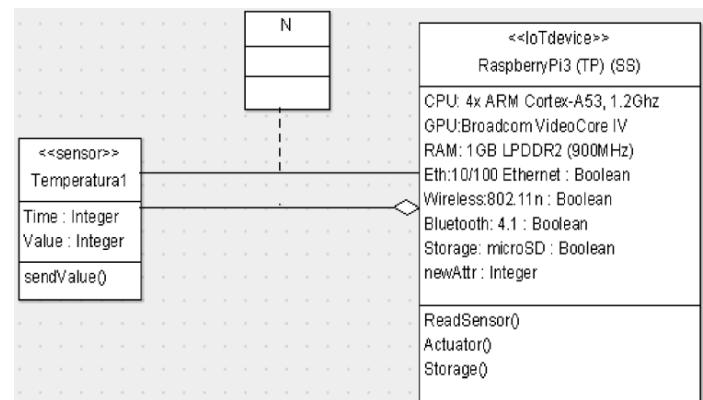 N
<<IoTdevice>>
RaspberryPi3 (TP) (SS)
CPU: 4x ARM Cortex-A53, 1.2Ghz
GPU:Broadcom VideoCore IV
RAM: 1GB LPDDR2 (900MHz)
Eth:10/100 Ethernet : Boolean
Wireless:802.11n : Boolean
Bluetooth: 4.1 : Boolean
Storage: microSD : Boolean
newAttr : Integer
ReadSensor()
Actuator()
Storage()
<<sensor>>
Temperatura1
Time : Integer
Value : Integer
sendValue()